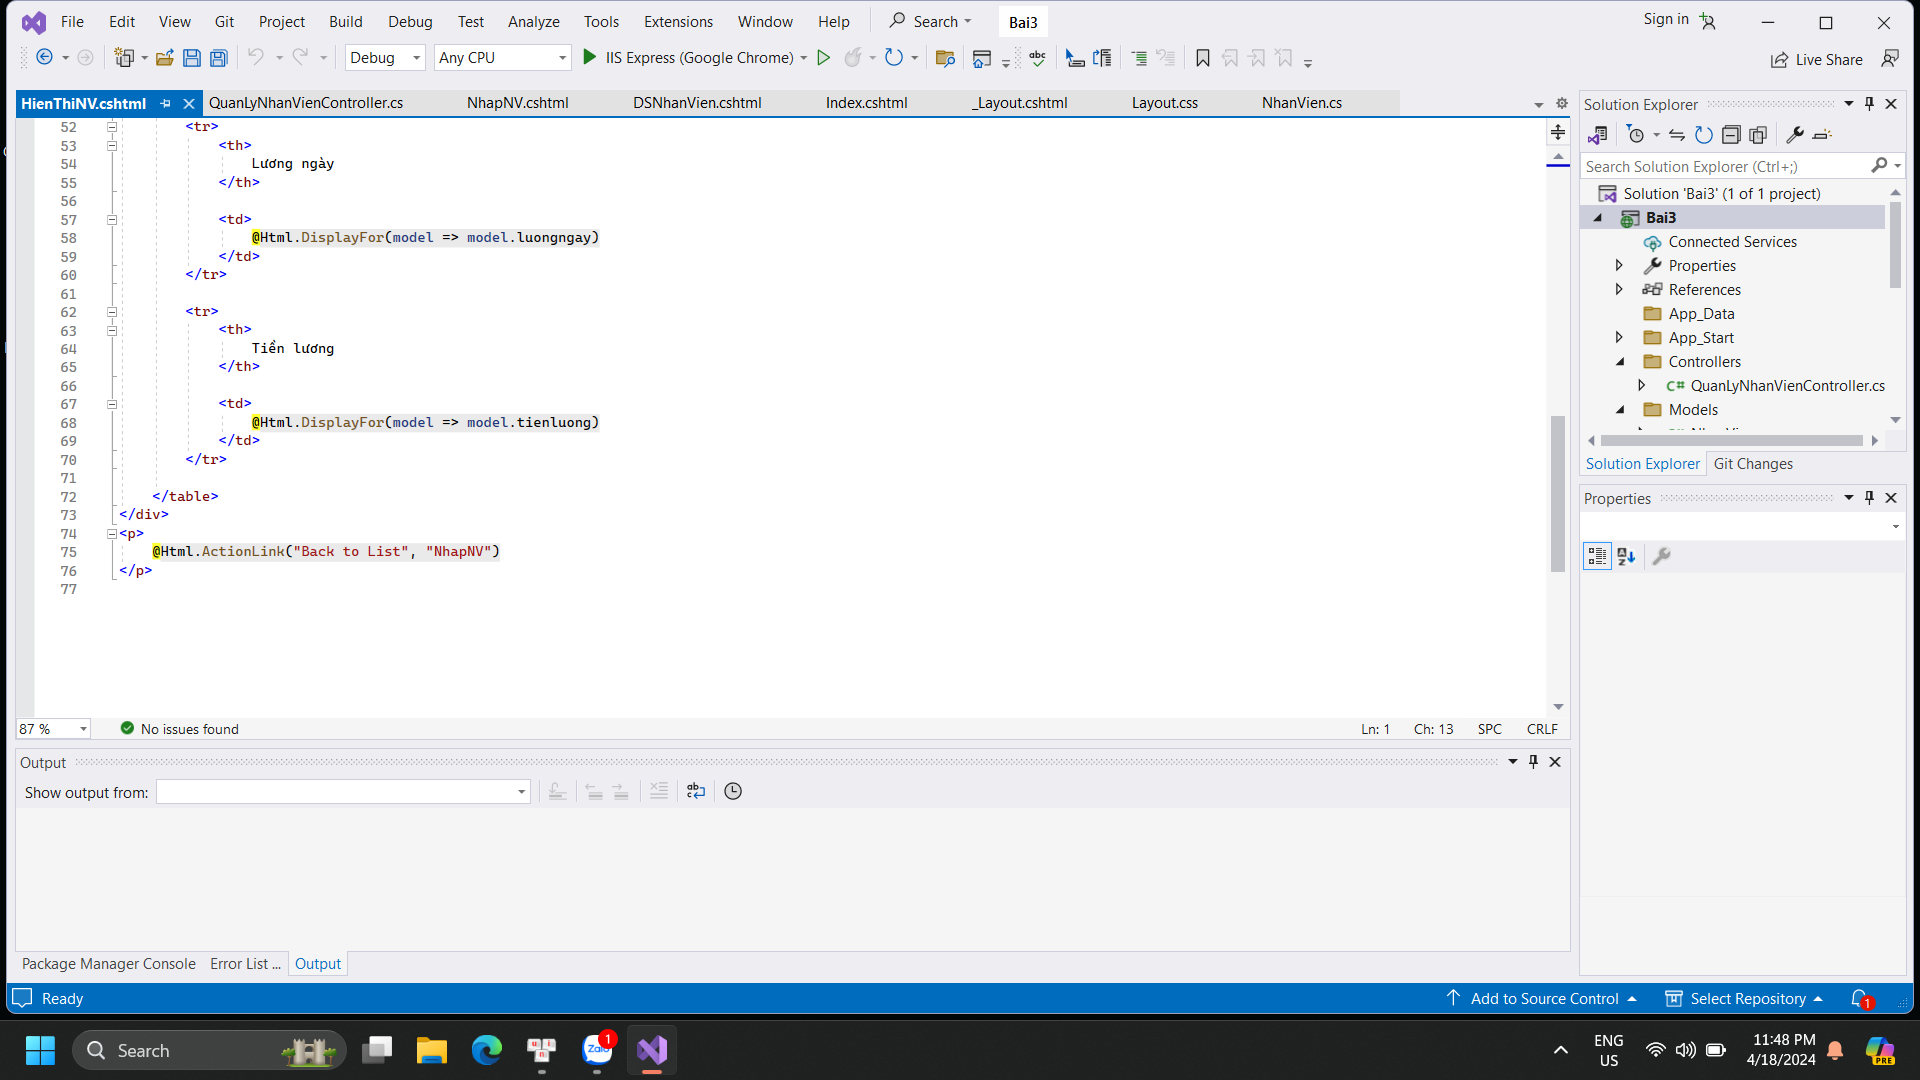 File Edit View Git Project Build Debug Test Analyze Tools Extensions Window Help Search Bai3 Sign in
Debug Any CPU IIS Express (Google Chrome) Live Share
HienThiNV.cshtml QuanLyNhanVienController.cs NhapNV.cshtml DSNhanVien.cshtml Index.cshtml _Layout.cshtml Layout.css NhanVien.cs
52 <tr>
53 <th>
54 Lương ngày
55 </th>
56
57 <td>
58 @Html.DisplayFor(model => model.luongngay)
59 </td>
60 </tr>
61
62 <tr>
63 <th>
64 Tiền lương
65 </th>
66
67 <td>
68 @Html.DisplayFor(model => model.tienluong)
69 </td>
70 </tr>
71
72 </table>
73 </div>
74 <p>
75 @Html.ActionLink("Back to List", "NhapNV")
76 </p>
77
87 % No issues found Ln: 1 Ch: 13 SPC CRLF
Output
Show output from:
Package Manager Console Error List ... Output
Solution Explorer
Search Solution Explorer (Ctrl+;)
Solution 'Bai3' (1 of 1 project)
Bai3
Connected Services
Properties
References
App_Data
App_Start
Controllers
C# QuanLyNhanVienController.cs
Models
Solution Explorer Git Changes
Properties
Ready Add to Source Control Select Repository 1
Search Zalo 1 ENG US 11:48 PM 4/18/2024 PRE